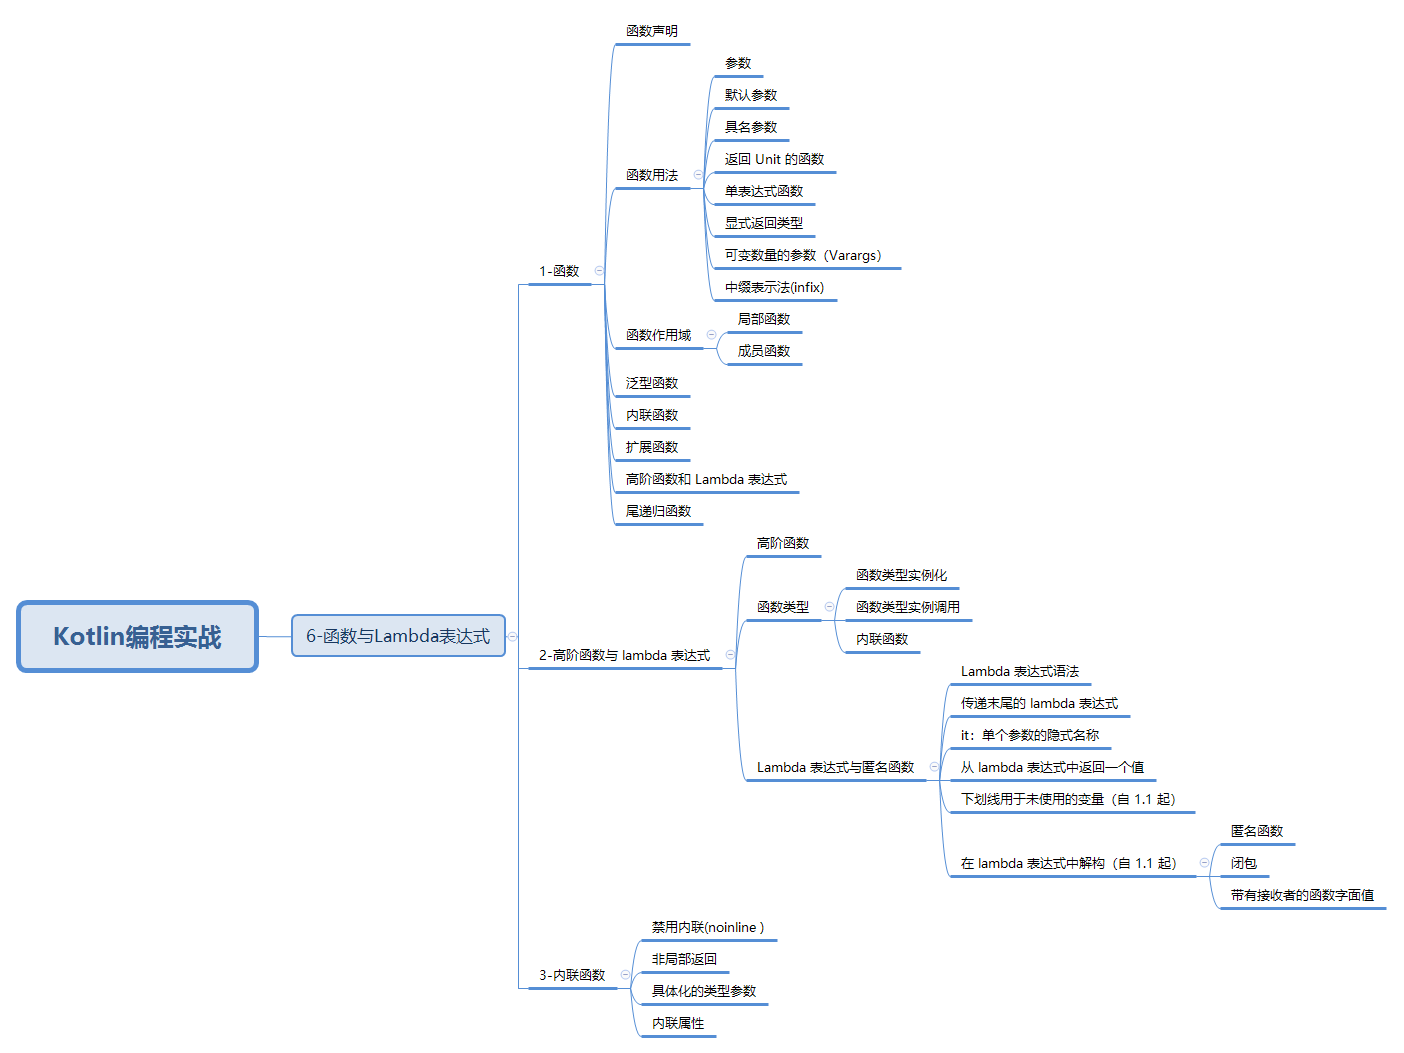 Kotlin编程实战
6-函数与Lambda表达式
1-函数
函数声明
函数用法
参数
默认参数
具名参数
返回 Unit 的函数
单表达式函数
显式返回类型
可变数量的参数（Varargs）
中缀表示法(infix)
函数作用域
局部函数
成员函数
泛型函数
内联函数
扩展函数
高阶函数和 Lambda 表达式
尾递归函数
2-高阶函数与 lambda 表达式
高阶函数
函数类型
函数类型实例化
函数类型实例调用
内联函数
Lambda 表达式与匿名函数
Lambda 表达式语法
传递末尾的 lambda 表达式
it：单个参数的隐式名称
从 lambda 表达式中返回一个值
下划线用于未使用的变量（自 1.1 起）
在 lambda 表达式中解构（自 1.1 起）
匿名函数
闭包
带有接收者的函数字面值
3-内联函数
禁用内联(noinline )
非局部返回
具体化的类型参数
内联属性